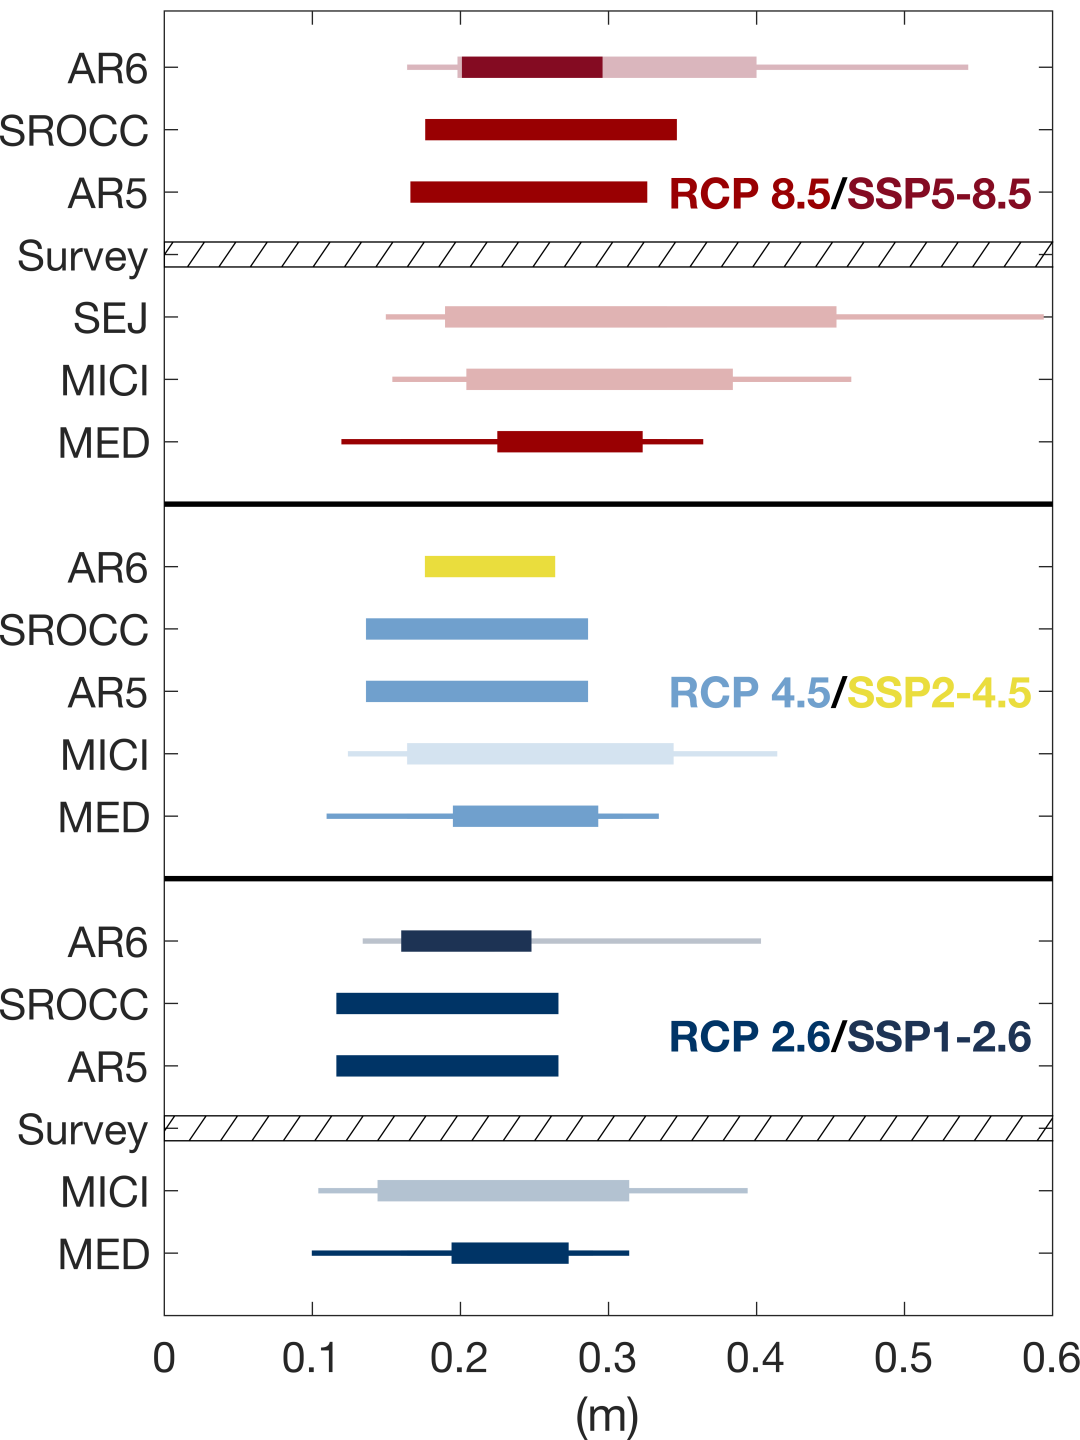 AR6
SROCC
AR5
RCP 8.5/SSP5-8.5
Survey
SEJ
MICI
MED
AR6
SROCC
AR5
RCP 4.5/SSP2-4.5
MICI
MED
AR6
SROCC
RCP 2.6/SSP1-2.6
AR5
Survey
MICI
MED
0 0.1 0.2 0.3 0.4 0.5 0.6
(m)